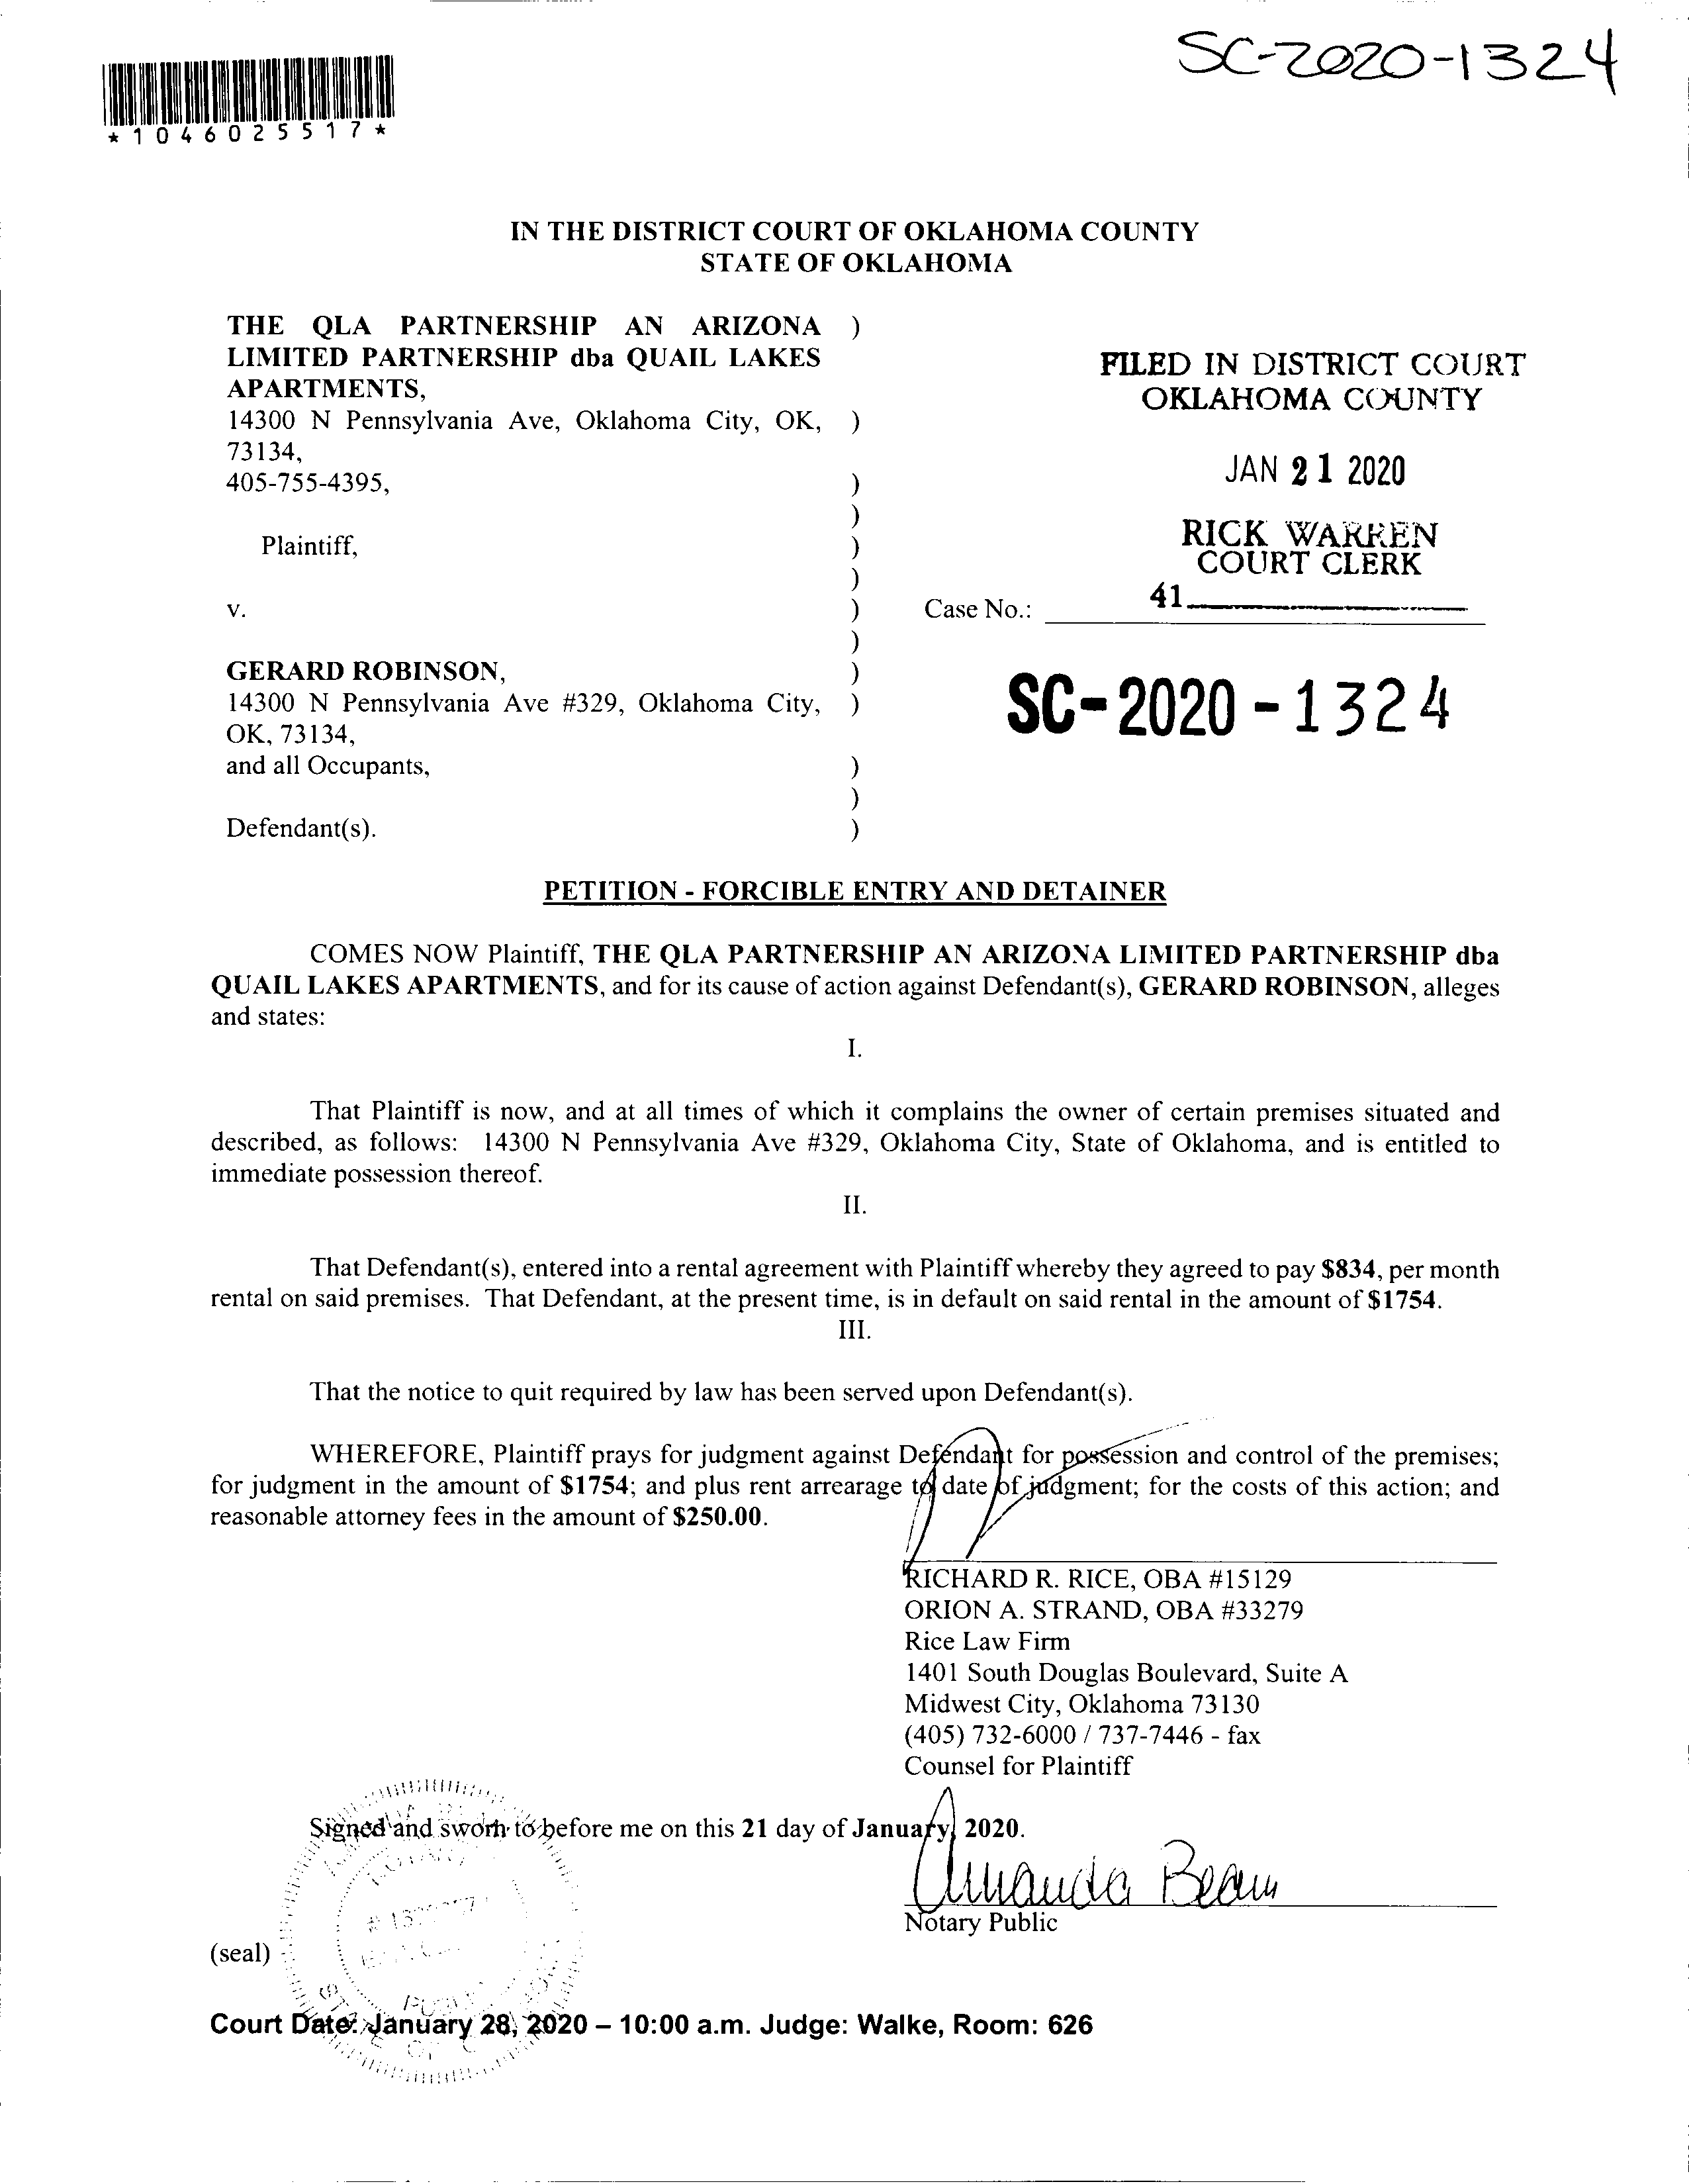 SC-2020-1324
*1046025517*
IN THE DISTRICT COURT OF OKLAHOMA COUNTY
STATE OF OKLAHOMA
THE QLA PARTNERSHIP AN ARIZONA )
LIMITED PARTNERSHIP dba QUAIL LAKES
APARTMENTS,
14300 N Pennsylvania Ave, Oklahoma City, OK, )
73134,
405-755-4395, )
)
Plaintiff, )
)
v. )
)
GERARD ROBINSON, )
14300 N Pennsylvania Ave #329, Oklahoma City, )
OK, 73134,
and all Occupants, )
)
Defendant(s). )
FILED IN DISTRICT COURT
OKLAHOMA COUNTY
JAN 21 2020
RICK WARREN
COURT CLERK
41
Case No.:
SC-2020-1324
PETITION - FORCIBLE ENTRY AND DETAINER
COMES NOW Plaintiff, THE QLA PARTNERSHIP AN ARIZONA LIMITED PARTNERSHIP dba
QUAIL LAKES APARTMENTS, and for its cause of action against Defendant(s), GERARD ROBINSON, alleges
and states:
I.
That Plaintiff is now, and at all times of which it complains the owner of certain premises situated and
described, as follows: 14300 N Pennsylvania Ave #329, Oklahoma City, State of Oklahoma, and is entitled to
immediate possession thereof.
II.
That Defendant(s), entered into a rental agreement with Plaintiff whereby they agreed to pay $834, per month
rental on said premises. That Defendant, at the present time, is in default on said rental in the amount of $1754.
III.
That the notice to quit required by law has been served upon Defendant(s).
WHEREFORE, Plaintiff prays for judgment against Defendant for possession and control of the premises;
for judgment in the amount of $1754; and plus rent arrearage to date of judgment; for the costs of this action; and
reasonable attorney fees in the amount of $250.00.
RICHARD R. RICE, OBA #15129
ORION A. STRAND, OBA #33279
Rice Law Firm
1401 South Douglas Boulevard, Suite A
Midwest City, Oklahoma 73130
(405) 732-6000 / 737-7446 - fax
Counsel for Plaintiff
Signed and sworn to before me on this 21 day of January, 2020.
Amanda Beam
Notary Public
(seal)
Court Date: January 28, 2020 – 10:00 a.m. Judge: Walke, Room: 626